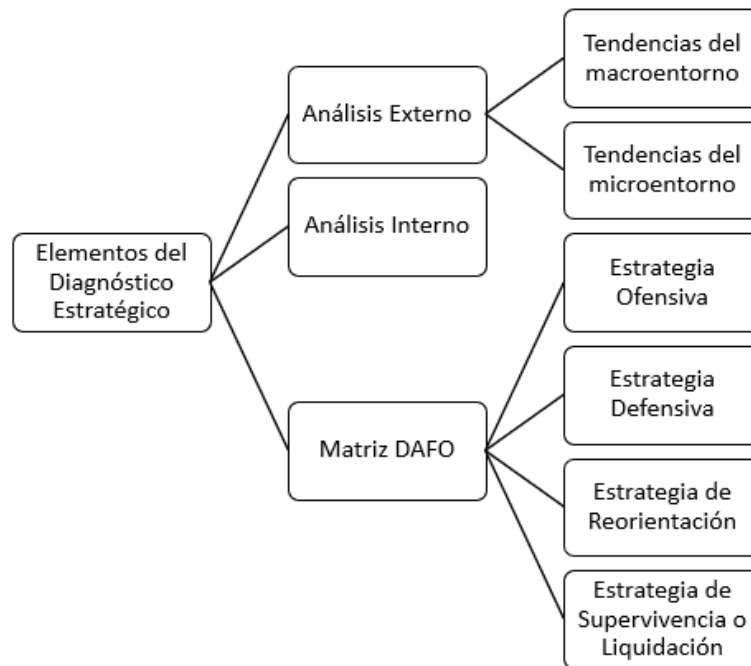 Elementos del
Diagnóstico
Estratégico
Análisis Externo
Tendencias del
macroentorno
Tendencias del
microentorno
Análisis Interno
Matriz DAFO
Estrategia
Ofensiva
Estrategia
Defensiva
Estrategia de
Reorientación
Estrategia de
Supervivencia o
Liquidación